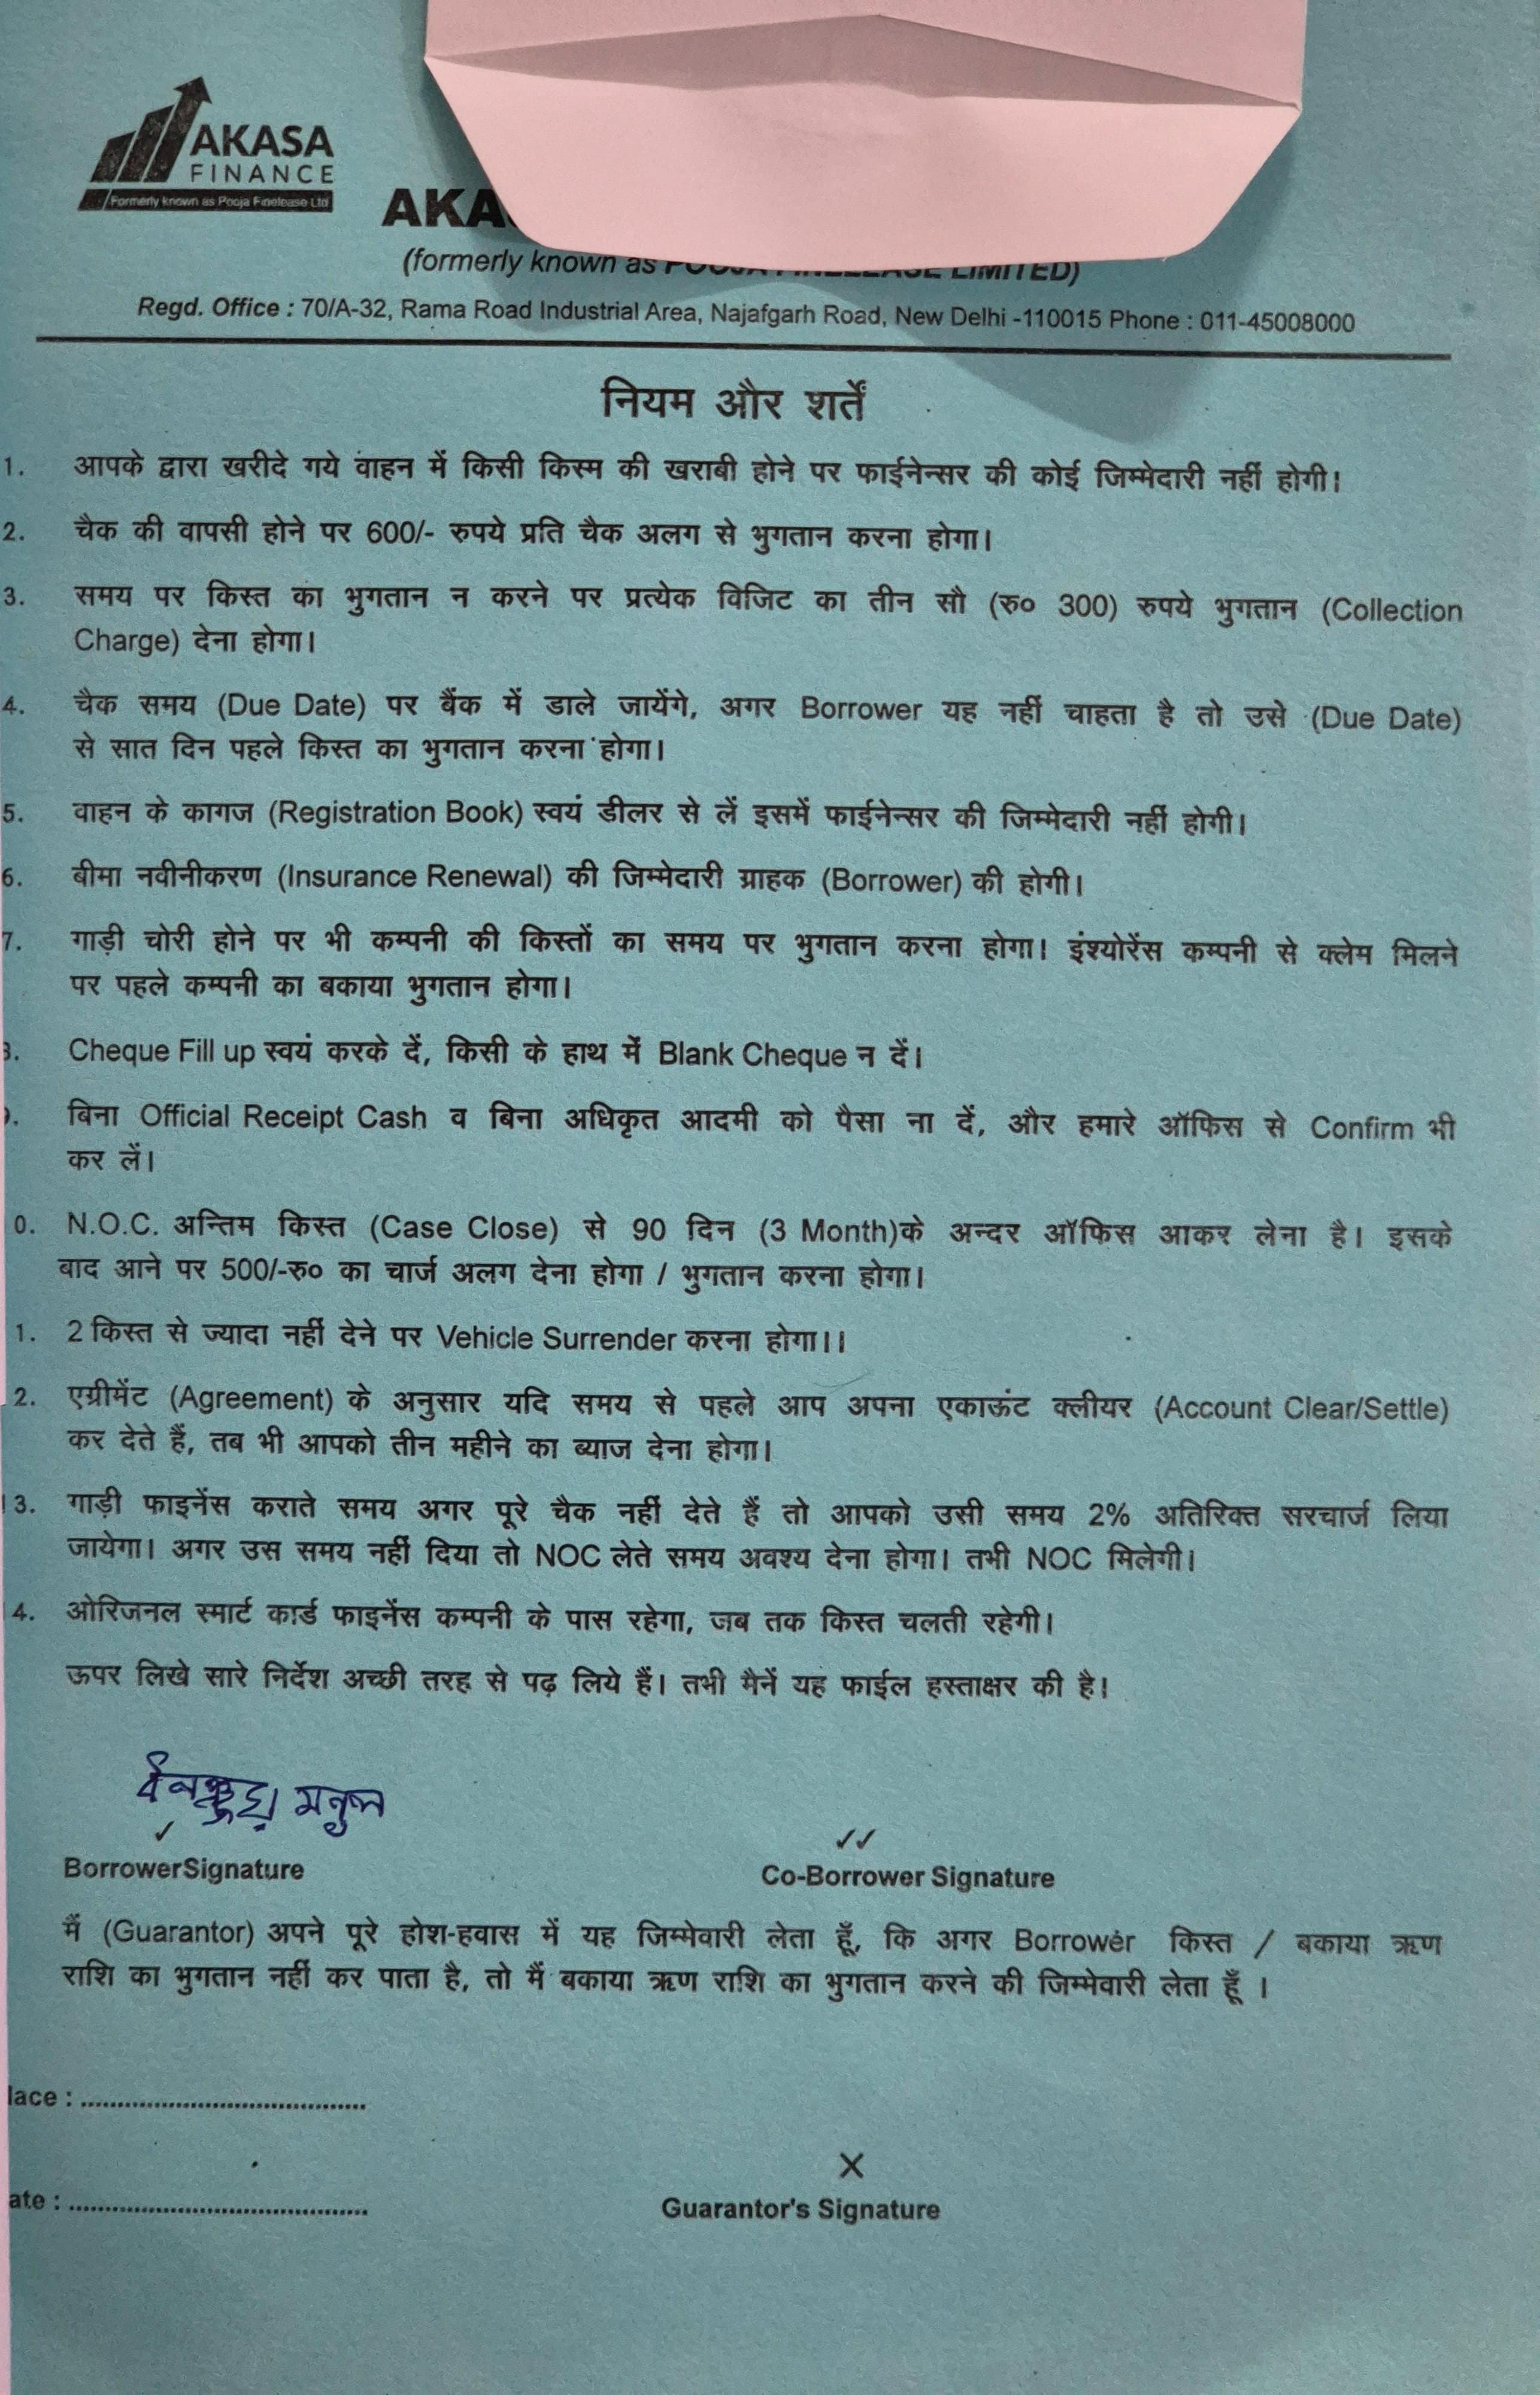 AKASA
FINANCE
Formerly known as Pooja Finelease Ltd
(formerly known as POOJA FINELEASE LIMITED)
Regd. Office : 70/A-32, Rama Road Industrial Area, Najafgarh Road, New Delhi -110015 Phone : 011-45008000
नियम और शर्तें
1. आपके द्वारा खरीदे गये वाहन में किसी किस्म की खराबी होने पर फाईनेन्सर की कोई जिम्मेदारी नहीं होगी।
2. चैक की वापसी होने पर 600/- रुपये प्रति चैक अलग से भुगतान करना होगा।
3. समय पर किस्त का भुगतान न करने पर प्रत्येक विजिट का तीन सौ (रु० 300) रुपये भुगतान (Collection
Charge) देना होगा।
4. चैक समय (Due Date) पर बैंक में डाले जायेंगे, अगर Borrower यह नहीं चाहता है तो उसे (Due Date)
से सात दिन पहले किस्त का भुगतान करना होगा।
5. वाहन के कागज (Registration Book) स्वयं डीलर से लें इसमें फाईनेन्सर की जिम्मेदारी नहीं होगी।
6. बीमा नवीनीकरण (Insurance Renewal) की जिम्मेदारी ग्राहक (Borrower) की होगी।
7. गाड़ी चोरी होने पर भी कम्पनी की किस्तों का समय पर भुगतान करना होगा। इंश्योरेंस कम्पनी से क्लेम मिलने
पर पहले कम्पनी का बकाया भुगतान होगा।
Cheque Fill up स्वयं करके दें, किसी के हाथ में Blank Cheque न दें।
बिना Official Receipt Cash व बिना अधिकृत आदमी को पैसा ना दें, और हमारे ऑफिस से Confirm भी
कर लें।
0. N.O.C. अन्तिम किस्त (Case Close) से 90 दिन (3 Month)के अन्दर ऑफिस आकर लेना है। इसके
बाद आने पर 500/-रु० का चार्ज अलग देना होगा / भुगतान करना होगा।
1. 2 किस्त से ज्यादा नहीं देने पर Vehicle Surrender करना होगा।।
2. एग्रीमेंट (Agreement) के अनुसार यदि समय से पहले आप अपना एकाऊंट क्लीयर (Account Clear/Settle)
कर देते हैं, तब भी आपको तीन महीने का ब्याज देना होगा।
13. गाड़ी फाइनेंस कराते समय अगर पूरे चैक नहीं देते हैं तो आपको उसी समय 2% अतिरिक्त सरचार्ज लिया
जायेगा। अगर उस समय नहीं दिया तो NOC लेते समय अवश्य देना होगा। तभी NOC मिलेगी।
14. ओरिजनल स्मार्ट कार्ड फाइनेंस कम्पनी के पास रहेगा, जब तक किस्त चलती रहेगी।
ऊपर लिखे सारे निर्देश अच्छी तरह से पढ़ लिये हैं। तभी मैनें यह फाईल हस्ताक्षर की है।
BorrowerSignature
Co-Borrower Signature
मैं (Guarantor) अपने पूरे होश-हवास में यह जिम्मेवारी लेता हूँ, कि अगर Borrower किस्त / बकाया ऋण
राशि का भुगतान नहीं कर पाता है, तो मैं बकाया ऋण राशि का भुगतान करने की जिम्मेवारी लेता हूँ ।
lace : ........................................
X
ate : ..........................................
Guarantor's Signature